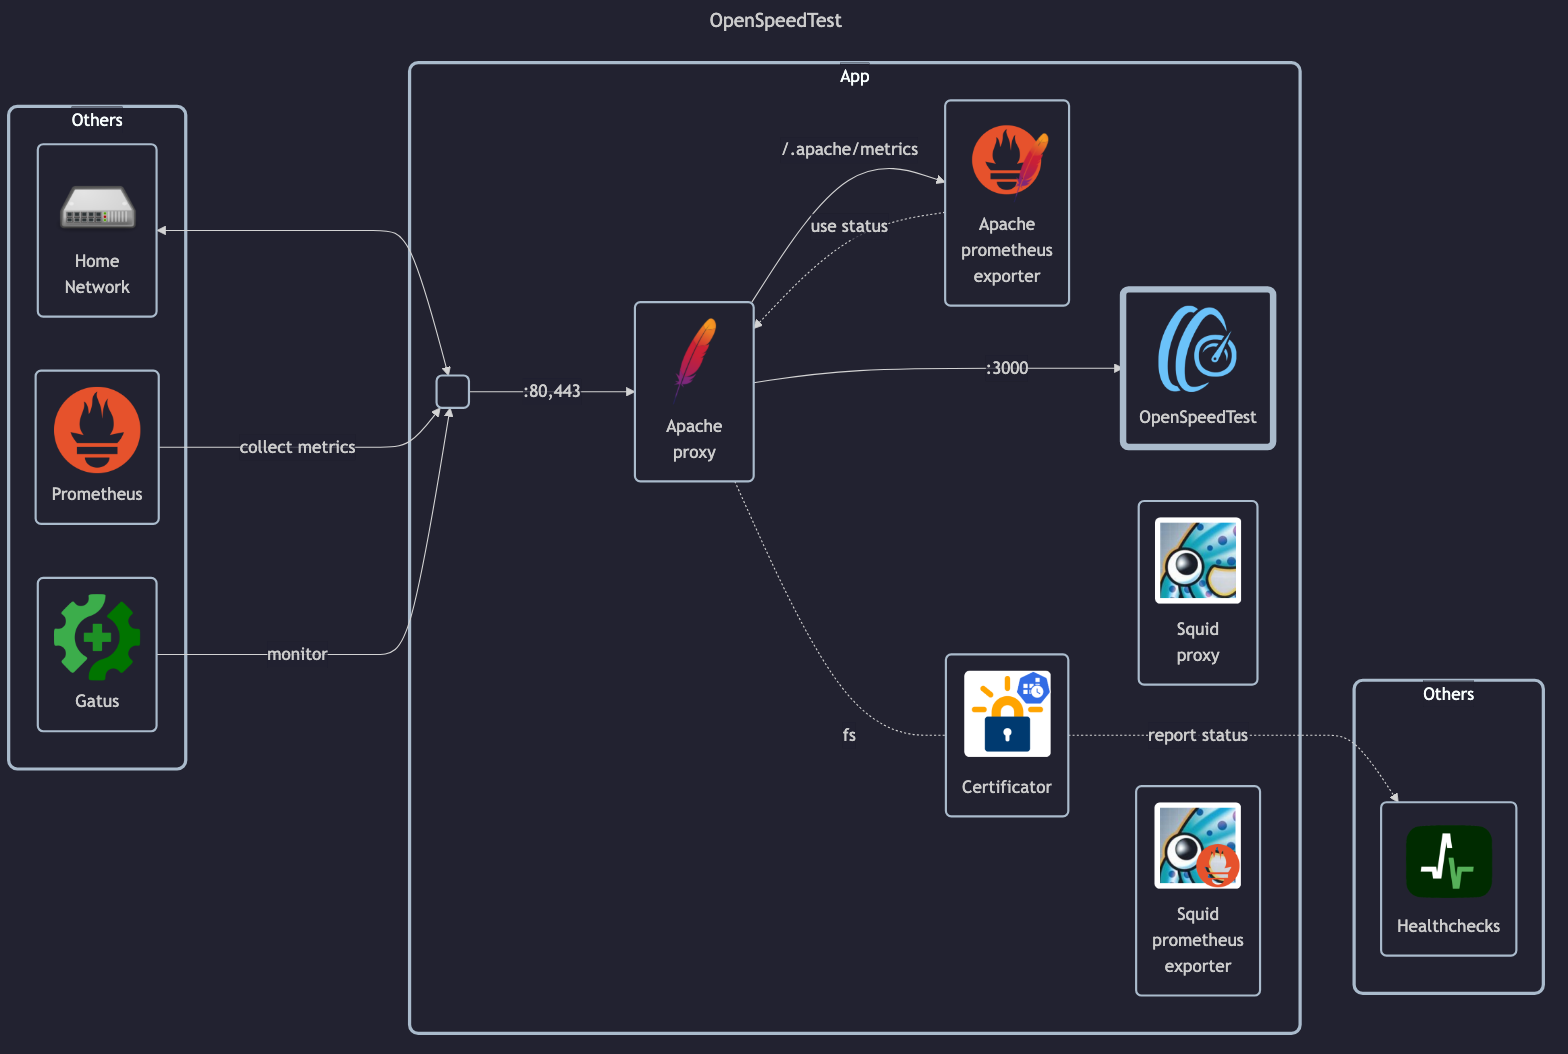 OpenSpeedTest
App
Others
Home
Network
Prometheus
Gatus
collect metrics
monitor
:80,443
Apache
proxy
/.apache/metrics
use status
Apache
prometheus
exporter
:3000
OpenSpeedTest
Squid
proxy
fs
Certificator
report status
Squid
prometheus
exporter
Others
Healthchecks